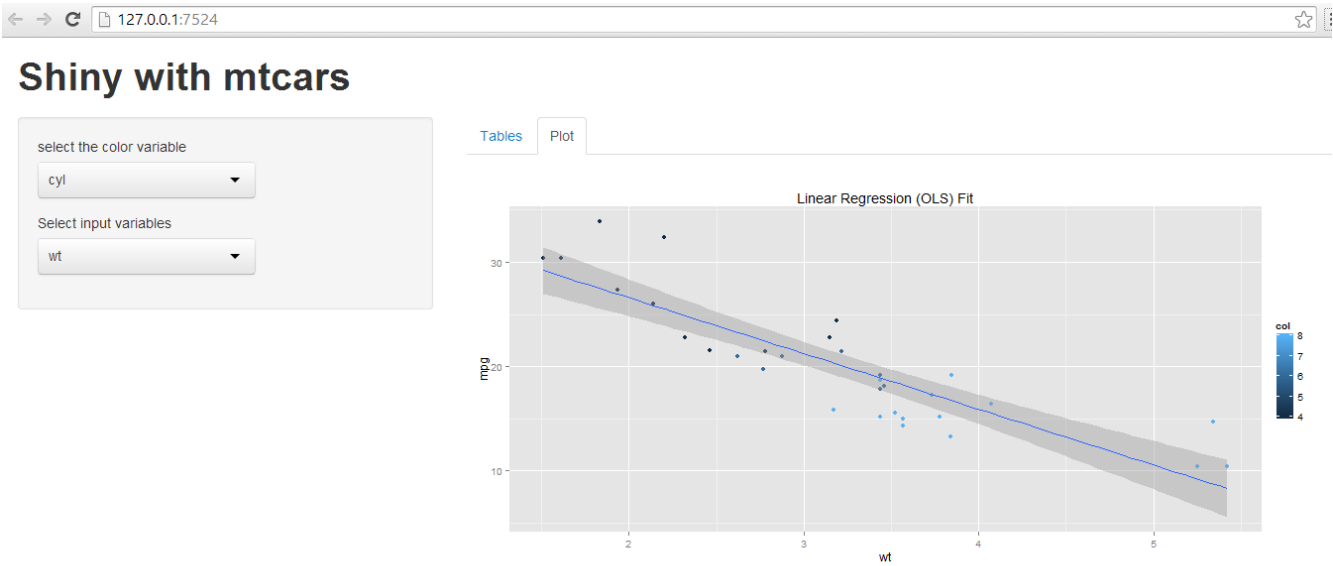 127.0.0.1:7524
Shiny with mtcars
select the color variable
cyl
Select input variables
wt
Tables
Plot
Linear Regression (OLS) Fit
mpg
30
20
10
2
3
4
5
wt
col
8
7
6
5
4